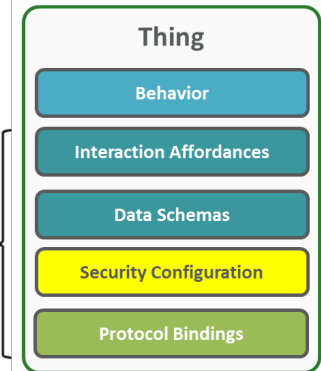 Thing
Behavior
Interaction Affordances
Data Schemas
Security Configuration
Protocol Bindings